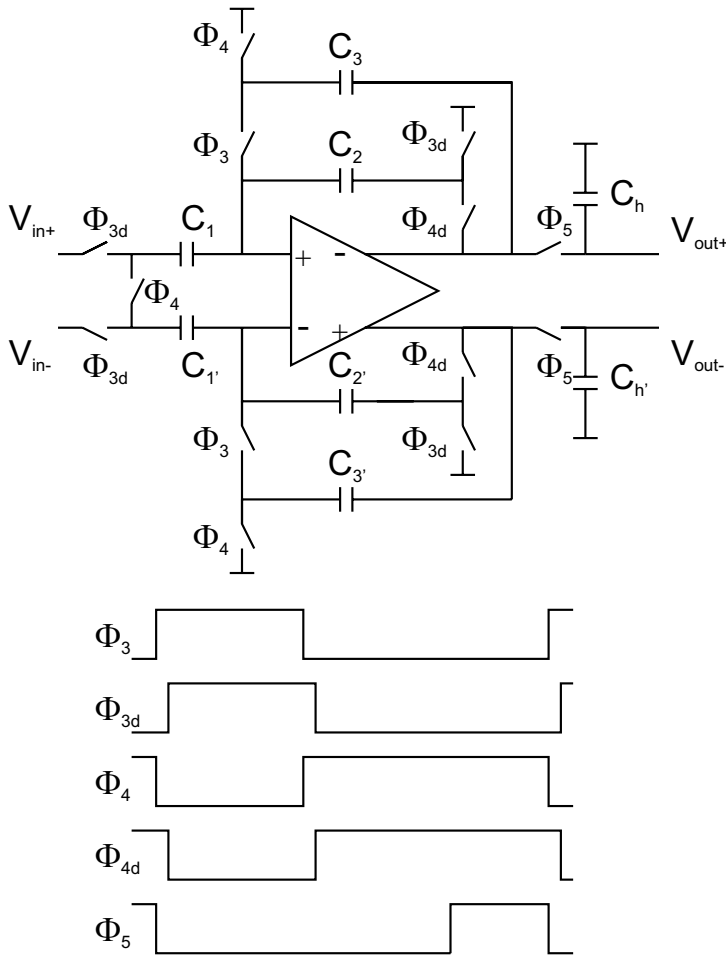 Φ4
C3
Φ3
C2
Φ3d
Vin+
Φ3d
C1
Φ4d
Φ5
Ch
Vout+
+
-
Φ4
-
+
Vin-
Φ3d
C1'
C2'
Φ4d
Φ5
Ch'
Vout-
Φ3
Φ3d
C3'
Φ4
Φ3
Φ3d
Φ4
Φ4d
Φ5